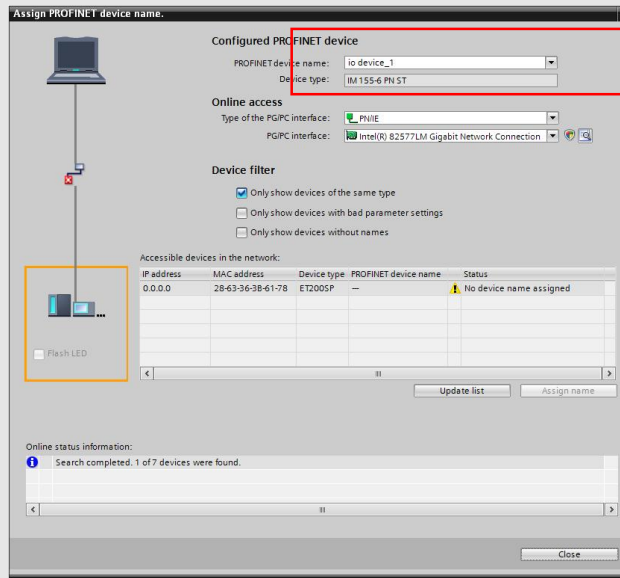 Assign PROFINET device name.
Configured PROFINET device
PROFINET device name: io device_1
Device type: IM 155-6 PN ST
Online access
Type of the PG/PC interface: PN/IE
PG/PC interface: Intel(R) 82577LM Gigabit Network Connection
Device filter
Only show devices of the same type
Only show devices with bad parameter settings
Only show devices without names
Accessible devices in the network:
IP address MAC address Device type PROFINET device name Status
0.0.0.0 28-63-36-3B-61-78 ET200SP — No device name assigned
Flash LED
Update list Assign name
Online status information:
Search completed. 1 of 7 devices were found.
Close